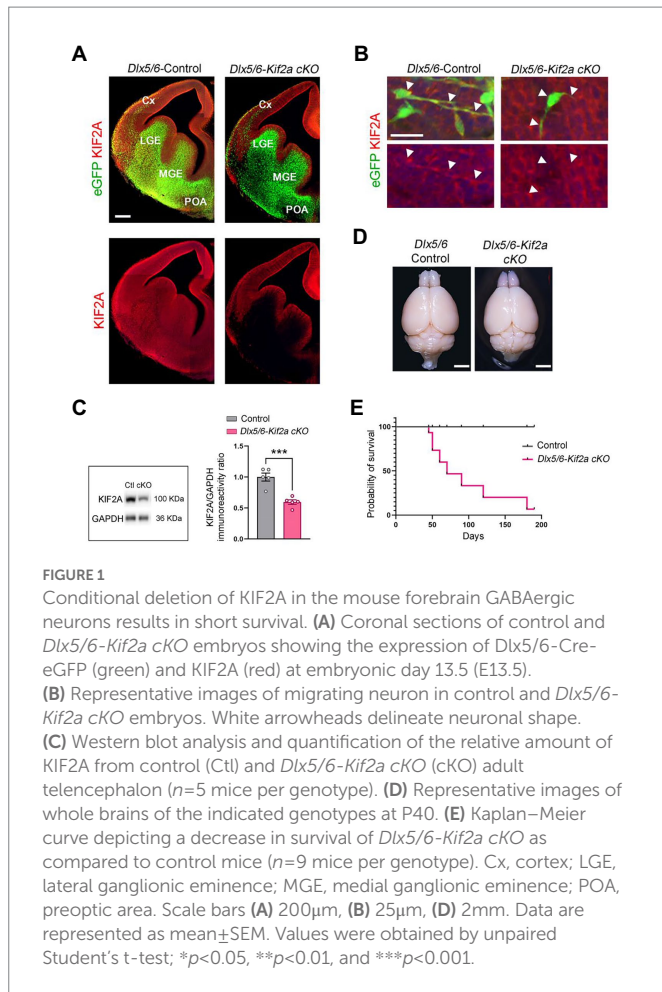 A
Dlx5/6-Control
Dlx5/6-Kif2a cKO
eGFP KIF2A
Cx
LGE
MGE
POA
Cx
LGE
MGE
POA
KIF2A
B
Dlx5/6-Control
Dlx5/6-Kif2a cKO
eGFP KIF2A
D
Dlx5/6
Control
Dlx5/6-Kif2a
cKO
C
Ctl cKO
KIF2A
100 KDa
GAPDH
36 KDa
Control
Dlx5/6-Kif2a cKO
KIF2A/GAPDH
immunoreactivity ratio
1.5
1.0
0.5
0.0
***
E
Probability of survival
100
50
0
0
50
100
150
200
Days
Control
Dlx5/6-Kif2a cKO
FIGURE 1
Conditional deletion of KIF2A in the mouse forebrain GABAergic
neurons results in short survival. (A) Coronal sections of control and
Dlx5/6-Kif2a cKO embryos showing the expression of Dlx5/6-Cre-
eGFP (green) and KIF2A (red) at embryonic day 13.5 (E13.5).
(B) Representative images of migrating neuron in control and Dlx5/6-
Kif2a cKO embryos. White arrowheads delineate neuronal shape.
(C) Western blot analysis and quantification of the relative amount of
KIF2A from control (Ctl) and Dlx5/6-Kif2a cKO (cKO) adult
telencephalon (n=5 mice per genotype). (D) Representative images of
whole brains of the indicated genotypes at P40. (E) Kaplan–Meier
curve depicting a decrease in survival of Dlx5/6-Kif2a cKO as
compared to control mice (n=9 mice per genotype). Cx, cortex; LGE,
lateral ganglionic eminence; MGE, medial ganglionic eminence; POA,
preoptic area. Scale bars (A) 200μm, (B) 25μm, (D) 2mm. Data are
represented as mean±SEM. Values were obtained by unpaired
Student's t-test; *p<0.05, **p<0.01, and ***p<0.001.